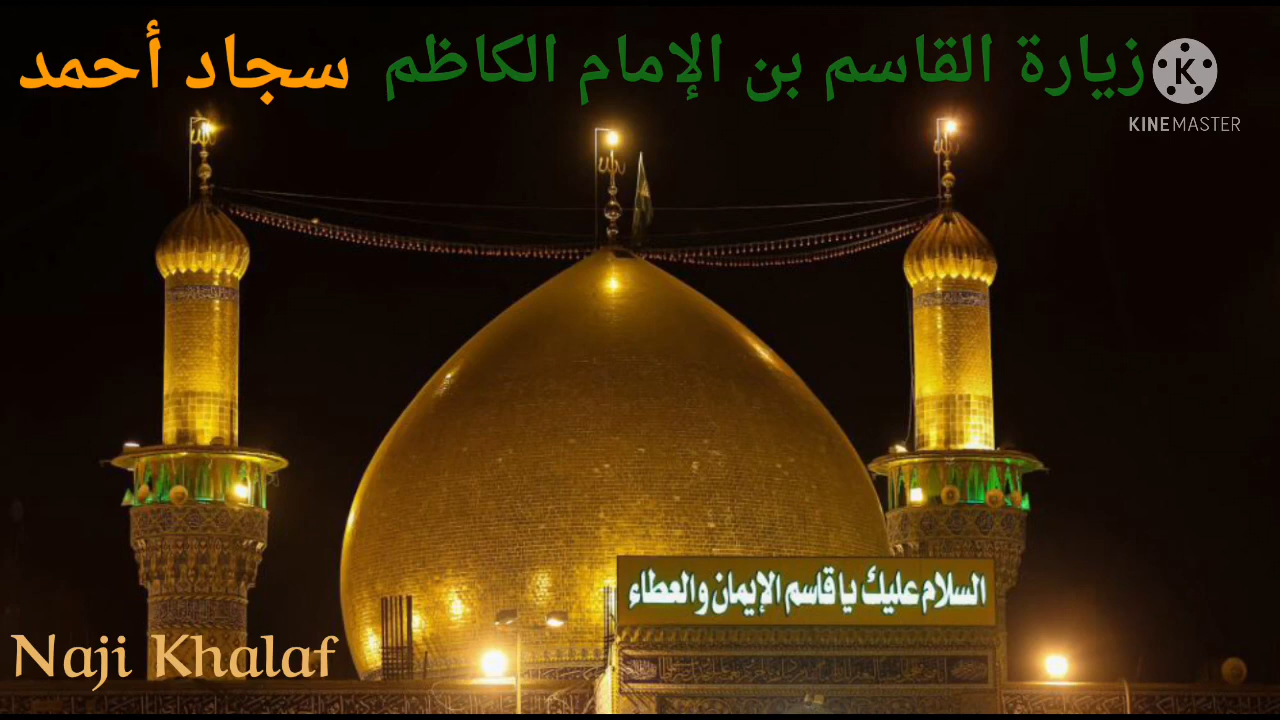 زيارة القاسم بن الإمام الكاظم سجاد أحمد
K
KINEMASTER
السلام عليك يا قاسم الإيمان والعطاء
Naji Khalaf